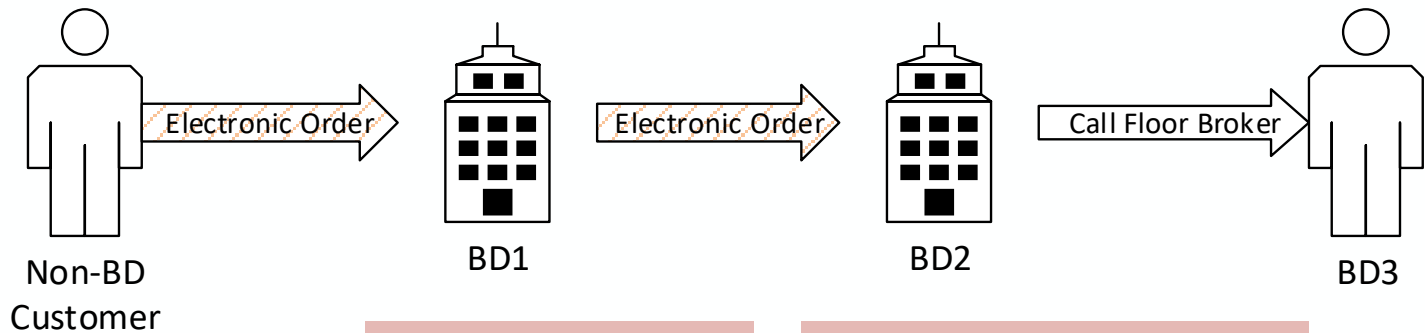 Electronic Order
Electronic Order
Call Floor Broker
Non-BD
Customer
BD1
BD2
BD3